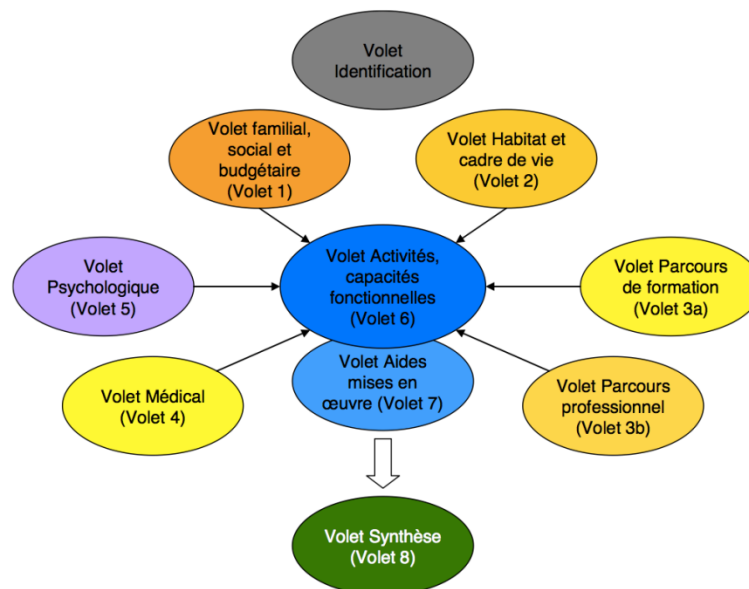 Volet
Identification
Volet familial,
social et
budgétaire
(Volet 1)
Volet Habitat et
cadre de vie
(Volet 2)
Volet
Psychologique
(Volet 5)
Volet Activités,
capacités
fonctionnelles
(Volet 6)
Volet Parcours
de formation
(Volet 3a)
Volet Médical
(Volet 4)
Volet Aides
mises en
œuvre (Volet 7)
Volet Parcours
professionnel
(Volet 3b)
Volet Synthèse
(Volet 8)